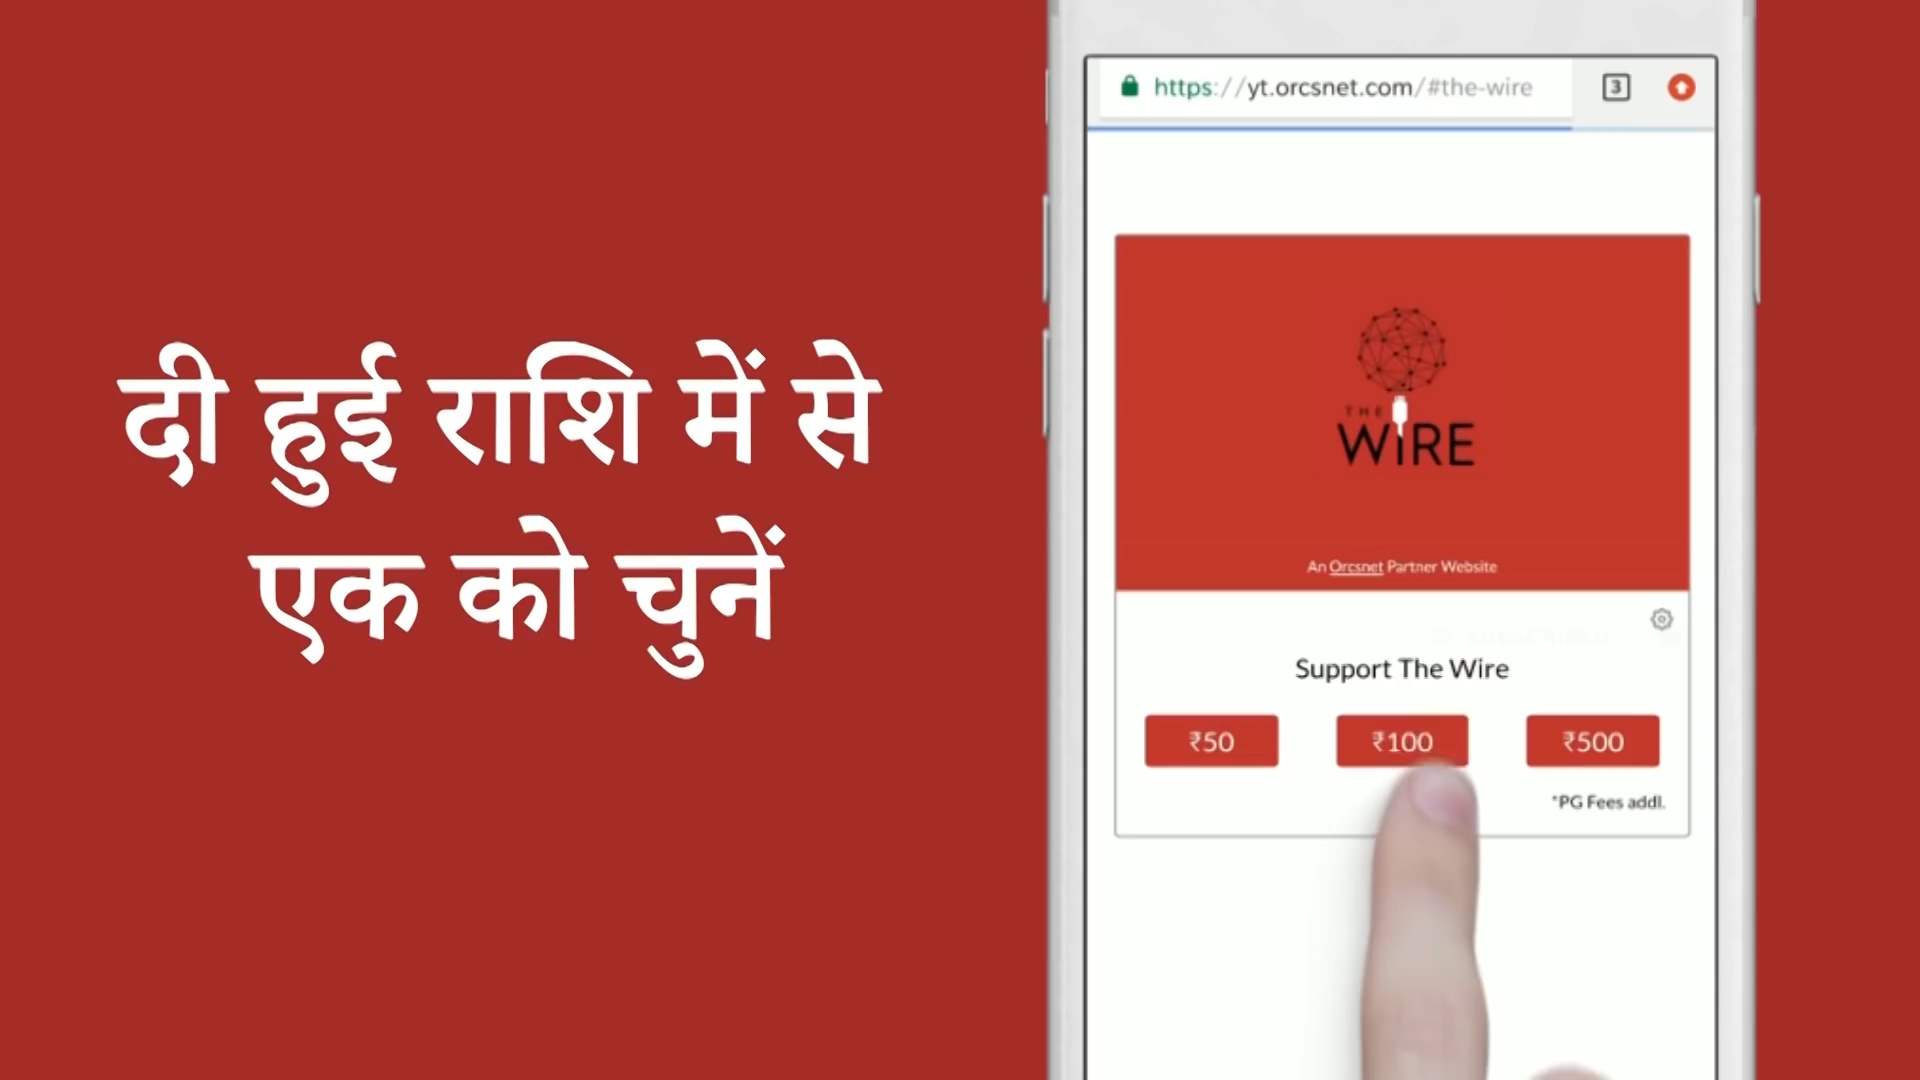 दी हुई राशि में से
एक को चुनें
https://yt.orcsnet.com/#the-wire
3
THE
WIRE
An Orcsnet Partner Website
Support The Wire
₹50 ₹100 ₹500
*PG Fees addl.